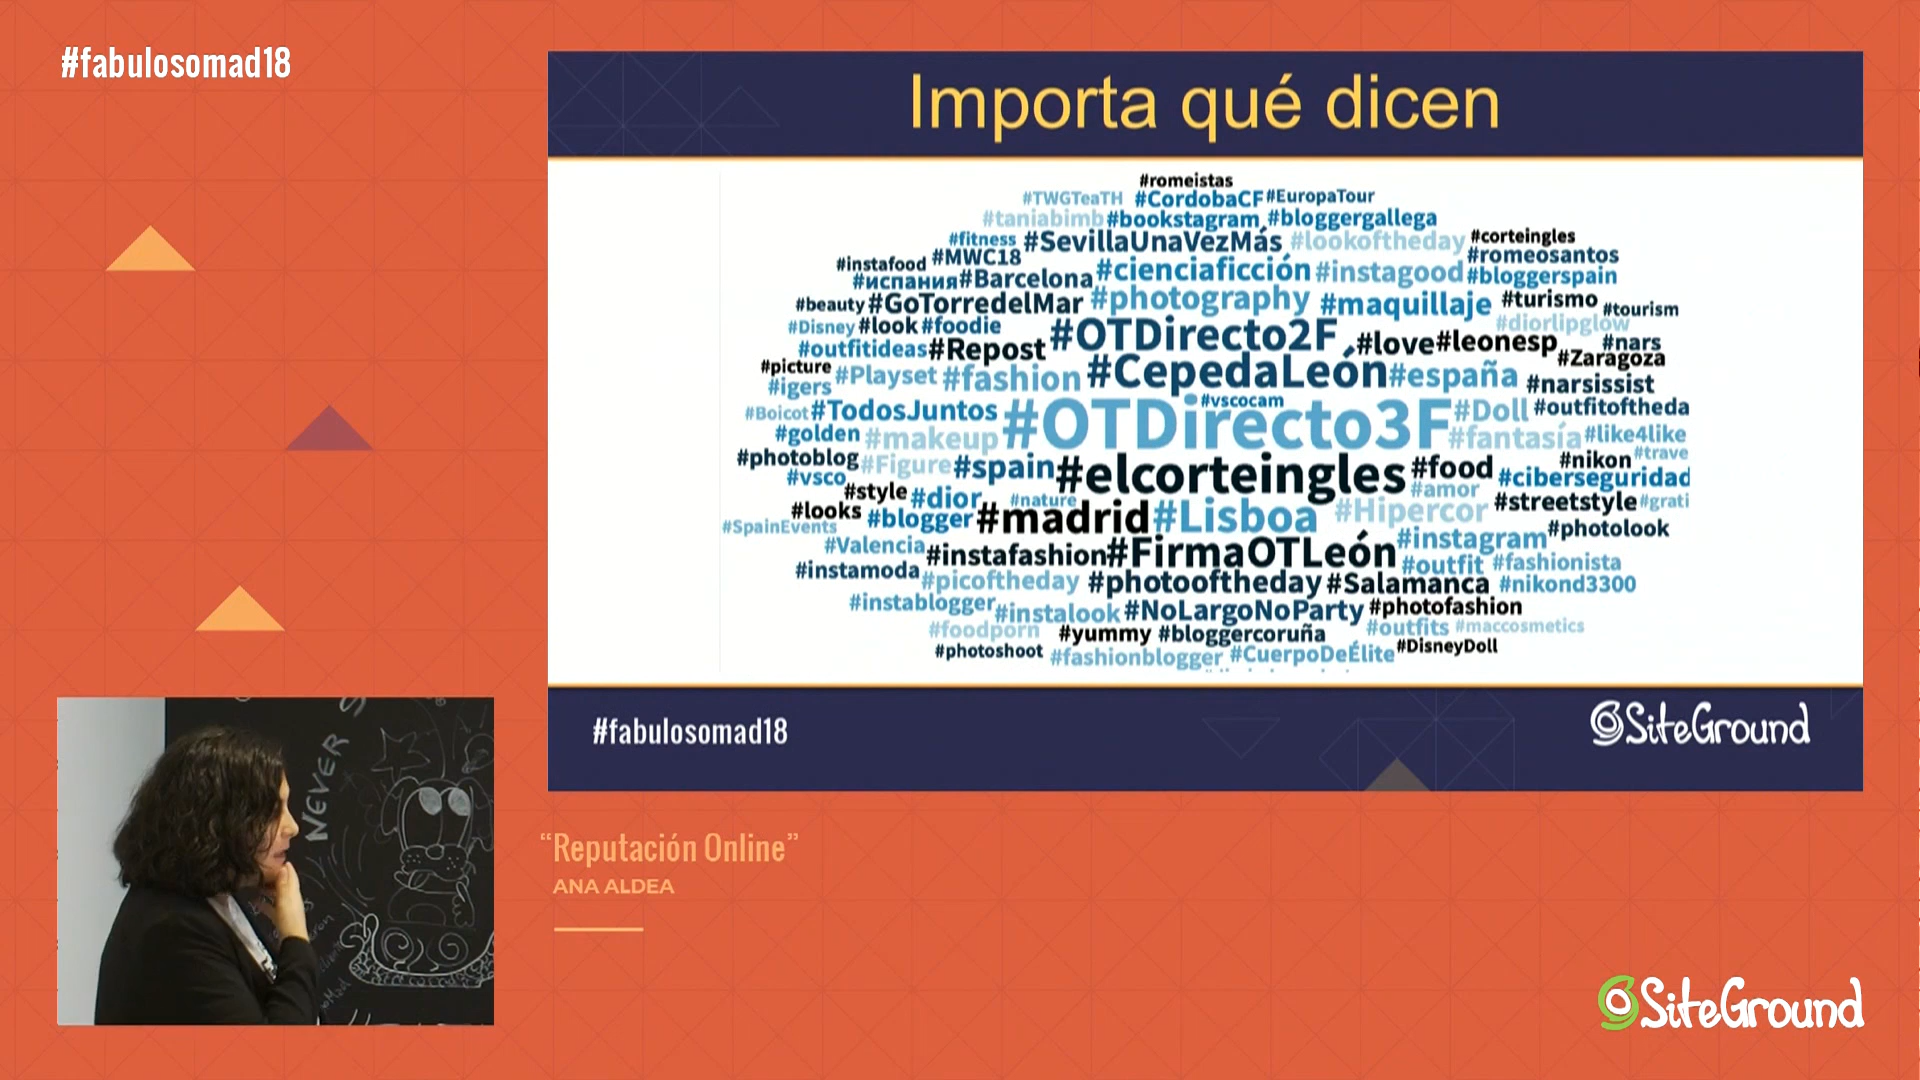 #fabulosomad18
Importa qué dicen
#romeistas
#TWGTeaTH #CordobaCF #EuropaTour
#taniabimb #bookstagram #bloggergallega
#fitness #SevillaUnaVezMás #lookoftheday #corteingles
#instafood #MWC18 #romeosantos
#испания #Barcelona #cienciaficción #instagood #bloggerspain
#beauty #GoTorredelMar #photography #maquillaje #turismo #tourism
#Disney #look #foodie #OTDirecto2F #diorlipglow
#outfitideas #Repost #love #leonesp #nars
#picture #Zaragoza
#igers #Playset #fashion #CepedaLeón #españa #narsissist
#vscocam
#Boicot #TodosJuntos #OTDirecto3F #Doll #outfitoftheda
#golden #makeup #fantasía #like4like
#photoblog #Figure #spain #elcorteingles #food #nikon #trave
#vsco #ciberseguridad
#style #dior #nature #amor #streetstyle #grati
#looks #blogger #madrid #Lisboa #Hipercor
#SpainEvents #photolook
#Valencia #instafashion #FirmaOTLeón #instagram
#instamoda #outfit #fashionista
#picoftheday #photooftheday #Salamanca #nikond3300
#instablogger #instalook #NoLargoNoParty #photofashion
#foodporn #yummy #bloggercoruña #outfits #maccosmetics
#photoshoot #fashionblogger #CuerpoDeÉlite #DisneyDoll
#fabulosomad18
SiteGround
NEVER S
“Reputación Online”
ANA ALDEA
SiteGround